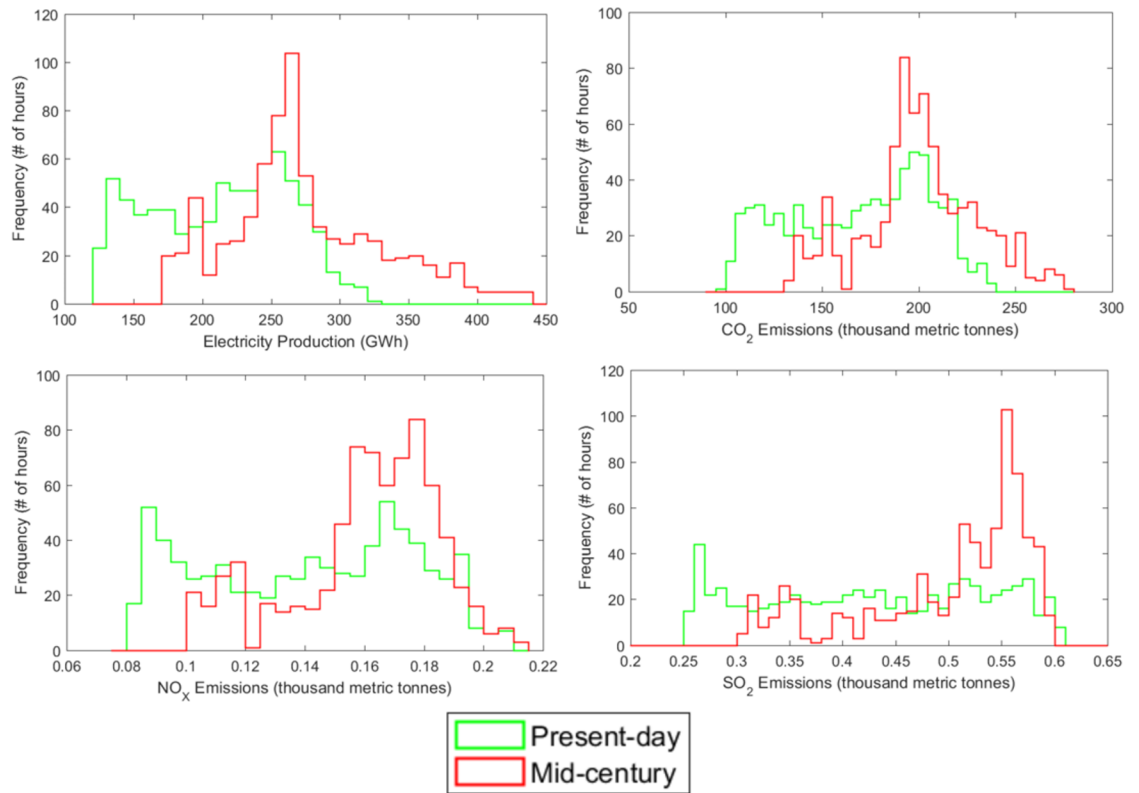 120
100
80
60
40
20
0
Frequency (# of hours)
100 150 200 250 300 350 400 450
Electricity Production (GWh)
100
80
60
40
20
0
Frequency (# of hours)
50 100 150 200 250 300
CO2 Emissions (thousand metric tonnes)
100
80
60
40
20
0
Frequency (# of hours)
0.06 0.08 0.1 0.12 0.14 0.16 0.18 0.2 0.22
NOX Emissions (thousand metric tonnes)
120
100
80
60
40
20
0
Frequency (# of hours)
0.2 0.25 0.3 0.35 0.4 0.45 0.5 0.55 0.6 0.65
SO2 Emissions (thousand metric tonnes)
Present-day
Mid-century